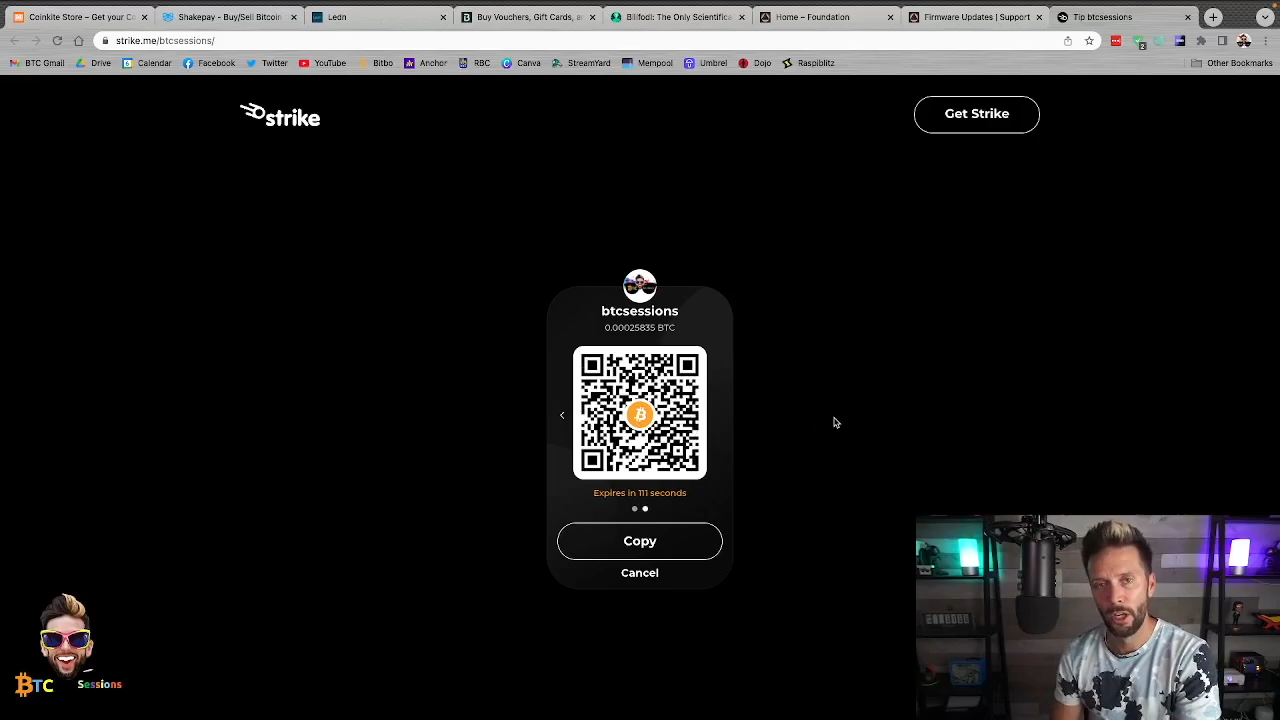 Coinkite Store – Get your Co
Shakepay - Buy/Sell Bitcoin
Ledn
Buy Vouchers, Gift Cards, a
Bilifodl: The Only Scientifica
Home – Foundation
Firmware Updates | Support
Tip btcsessions
strike.me/btcsessions/
BTC Gmail
Drive
Calendar
Facebook
Twitter
YouTube
Bitbo
Anchor
RBC
Canva
StreamYard
Mempool
Umbrel
Dojo
Raspiblitz
Other Bookmarks
strike
Get Strike
btcsessions
0.00025835 BTC
Expires in 111 seconds
Copy
Cancel
BTC Sessions